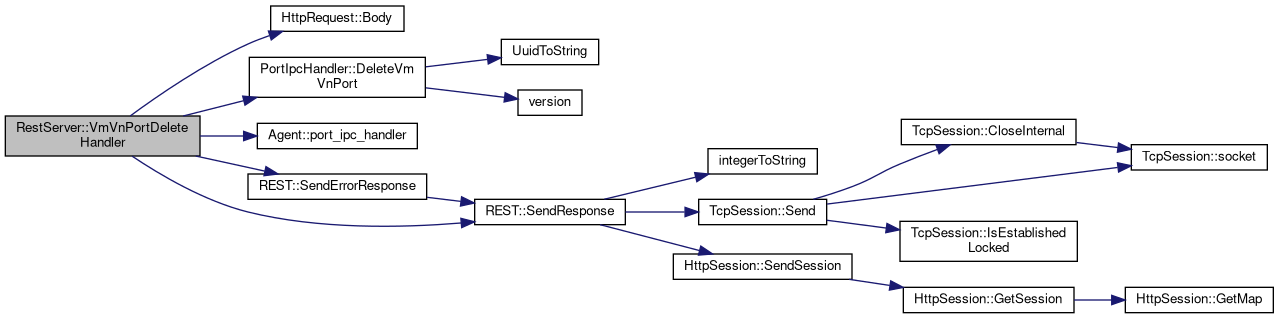 RestServer::VmVnPortDelete
Handler
HttpRequest::Body
PortIpcHandler::DeleteVm
VnPort
UuidToString
version
Agent::port_ipc_handler
REST::SendErrorResponse
REST::SendResponse
integerToString
TcpSession::Send
TcpSession::CloseInternal
TcpSession::socket
TcpSession::IsEstablished
Locked
HttpSession::SendSession
HttpSession::GetSession
HttpSession::GetMap